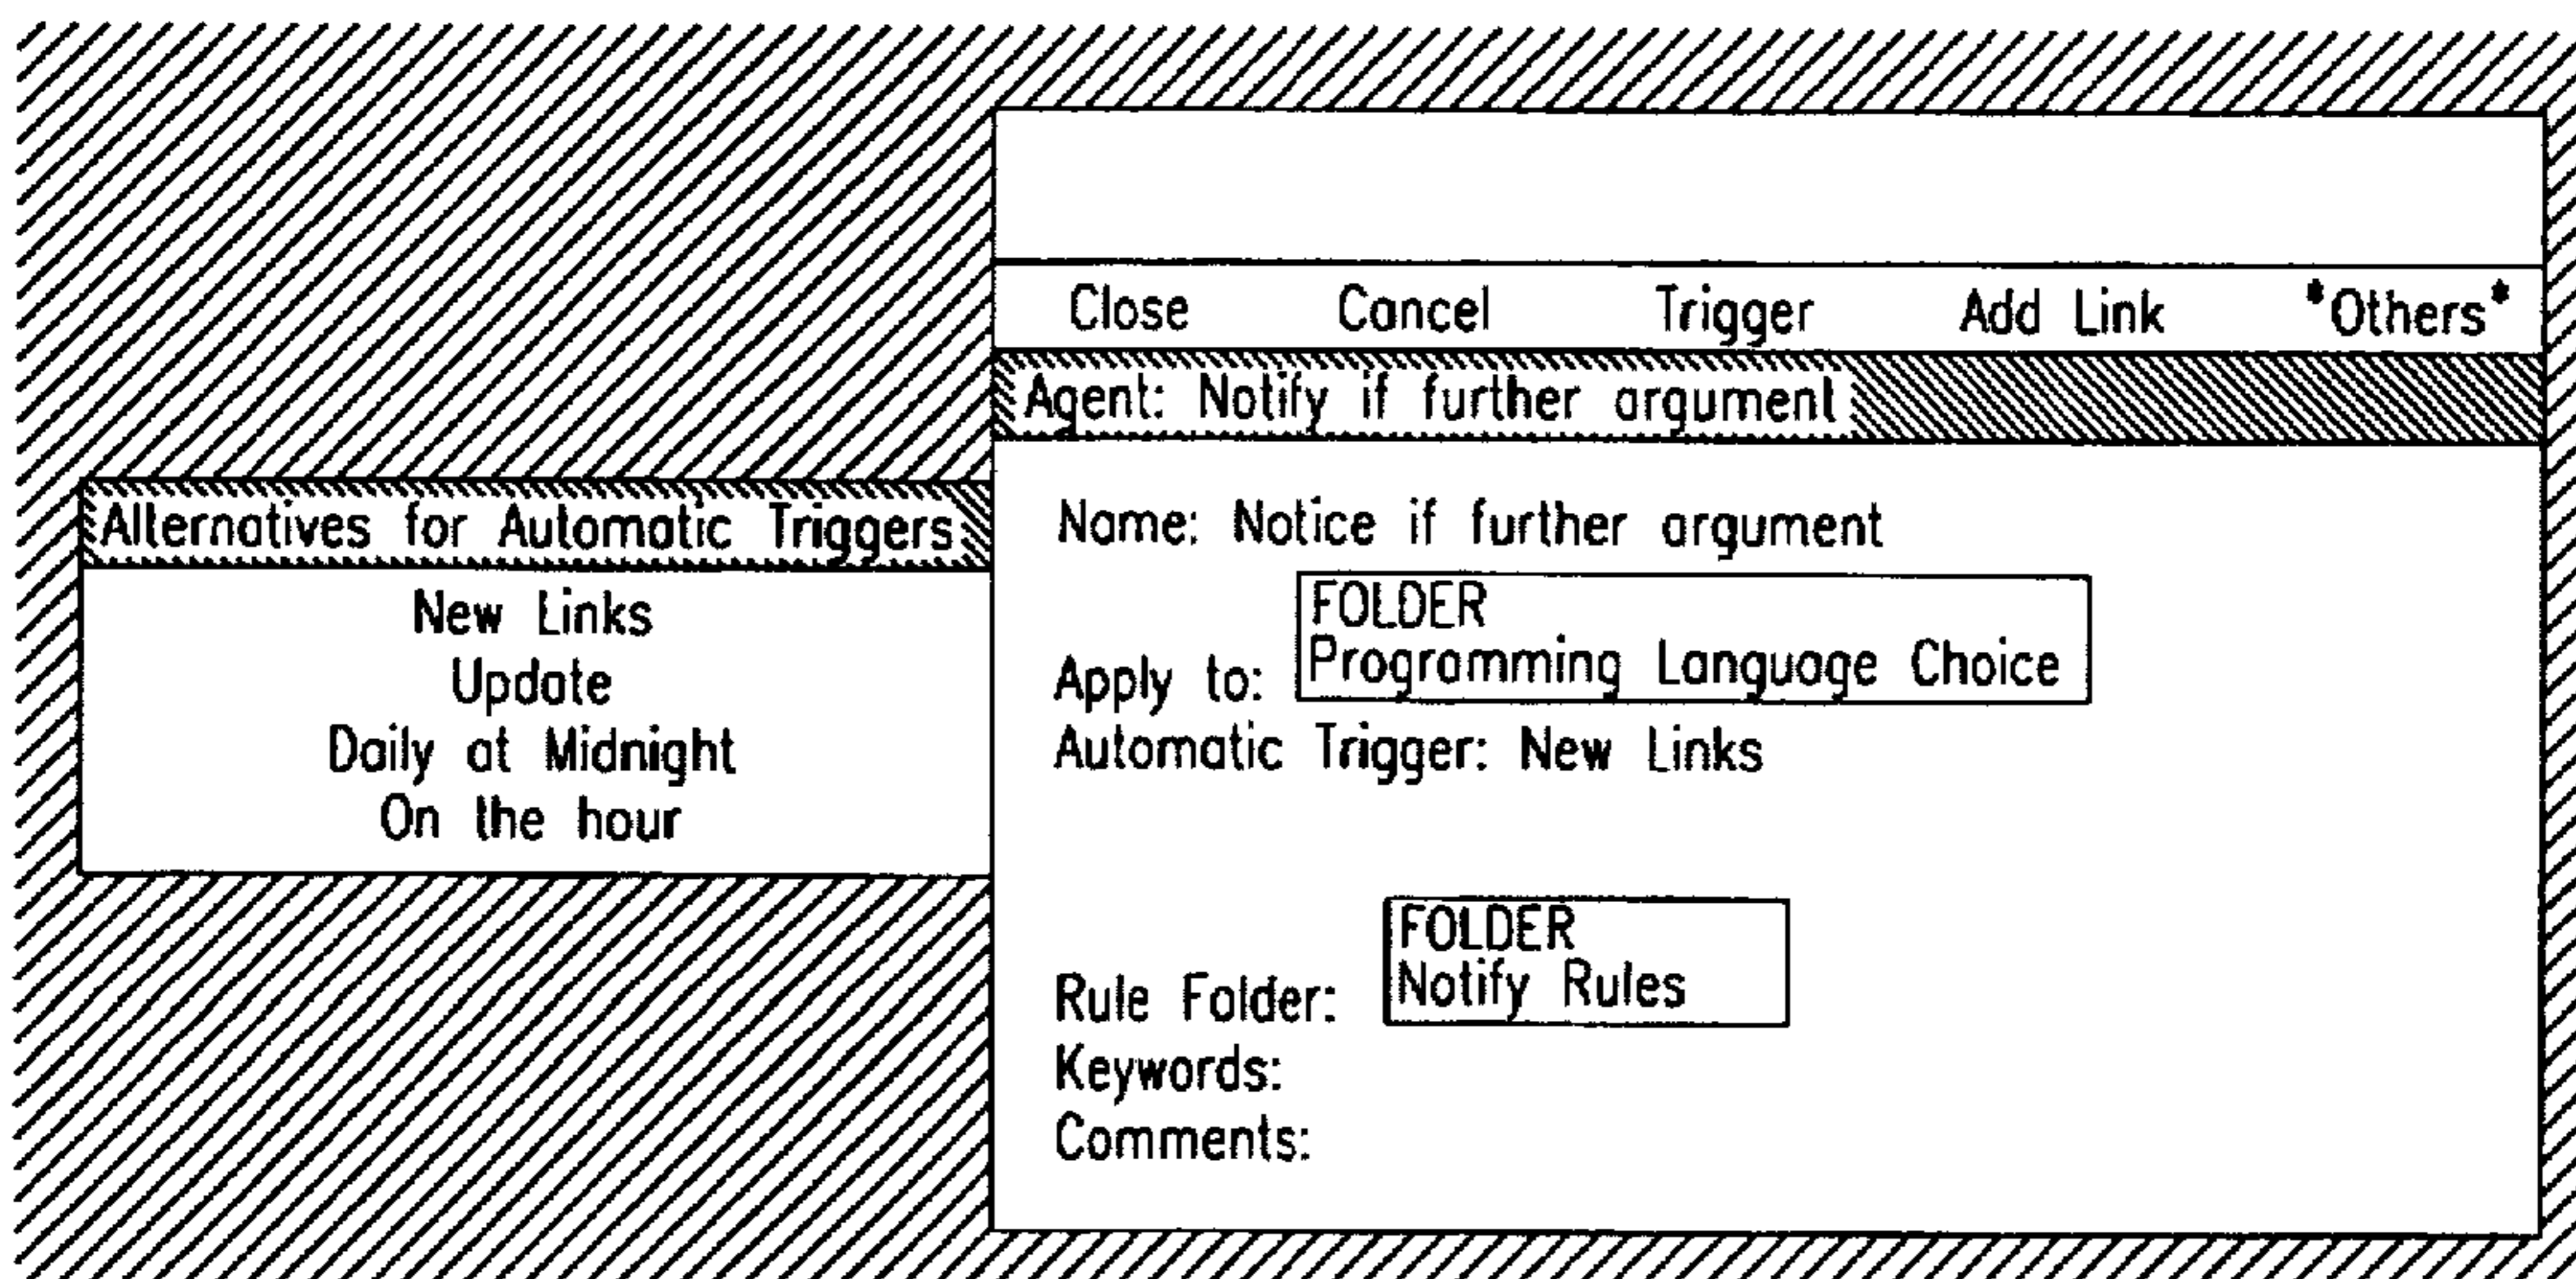 Close Cancel Trigger Add Link *Others*
Agent: Notify if further argument
Alternatives for Automatic Triggers
New Links
Update
Daily at Midnight
On the hour
Name: Notice if further argument
FOLDER
Apply to: Programming Language Choice
Automatic Trigger: New Links
FOLDER
Rule Folder: Notify Rules
Keywords:
Comments: